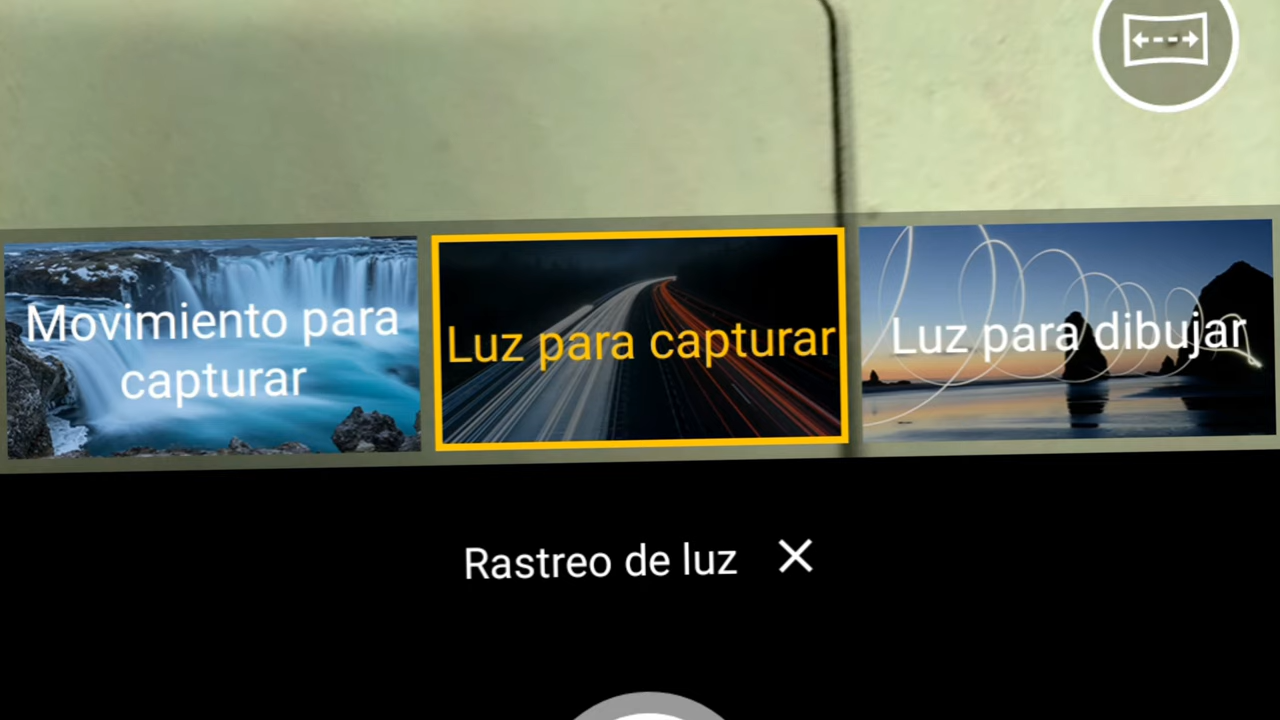 Movimiento para
capturar
Luz para capturar
Luz para dibujar
Rastreo de luz